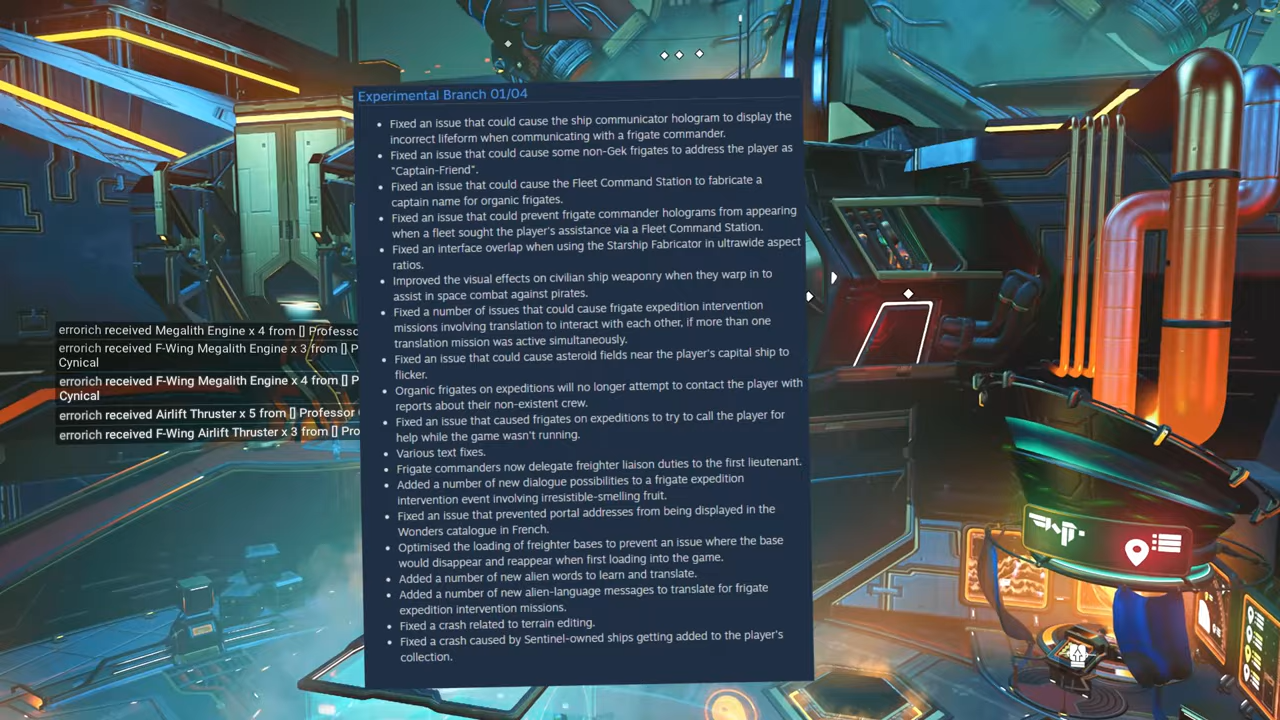 Experimental Branch 01/04
• Fixed an issue that could cause the ship communicator hologram to display the
incorrect lifeform when communicating with a frigate commander.
• Fixed an issue that could cause some non-Gek frigates to address the player as
"Captain-Friend".
• Fixed an issue that could cause the Fleet Command Station to fabricate a
captain name for organic frigates.
• Fixed an issue that could prevent frigate commander holograms from appearing
when a fleet sought the player's assistance via a Fleet Command Station.
• Fixed an interface overlap when using the Starship Fabricator in ultrawide aspect
ratios.
• Improved the visual effects on civilian ship weaponry when they warp in to
assist in space combat against pirates.
• Fixed a number of issues that could cause frigate expedition intervention
missions involving translation to interact with each other, if more than one
translation mission was active simultaneously.
• Fixed an issue that could cause asteroid fields near the player's capital ship to
flicker.
• Organic frigates on expeditions will no longer attempt to contact the player with
reports about their non-existent crew.
• Fixed an issue that caused frigates on expeditions to try to call the player for
help while the game wasn't running.
• Various text fixes.
• Frigate commanders now delegate freighter liaison duties to the first lieutenant.
• Added a number of new dialogue possibilities to a frigate expedition
intervention event involving irresistible-smelling fruit.
• Fixed an issue that prevented portal addresses from being displayed in the
Wonders catalogue in French.
• Optimised the loading of freighter bases to prevent an issue where the base
would disappear and reappear when first loading into the game.
• Added a number of new alien words to learn and translate.
• Added a number of new alien-language messages to translate for frigate
expedition intervention missions.
• Fixed a crash related to terrain editing.
• Fixed a crash caused by Sentinel-owned ships getting added to the player's
collection.
errorich received Megalith Engine x 4 from [] Professo
errorich received F-Wing Megalith Engine x 3 from [] P
Cynical
errorich received F-Wing Megalith Engine x 4 from [] P
Cynical
errorich received Airlift Thruster x 5 from [] Professor
errorich received F-Wing Airlift Thruster x 3 from [] Pro